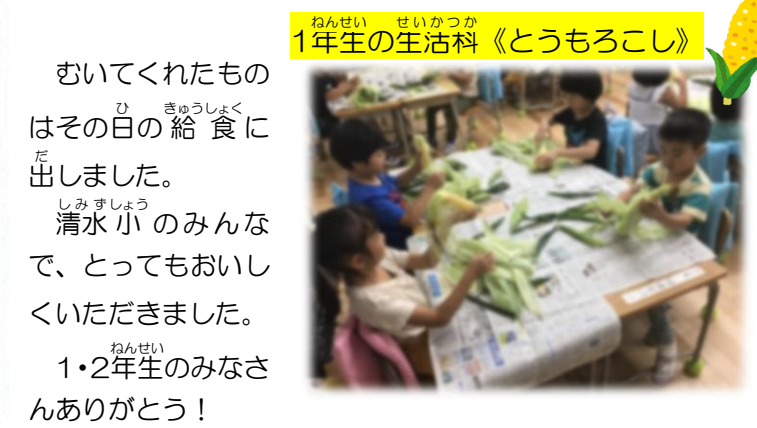 1年生の生活科《とうもろこし》
むいてくれたもの
はその日の給食に
出しました。
清水小のみんな
で、とってもおいし
くいただきました。
1・2年生のみなさ
んありがとう！